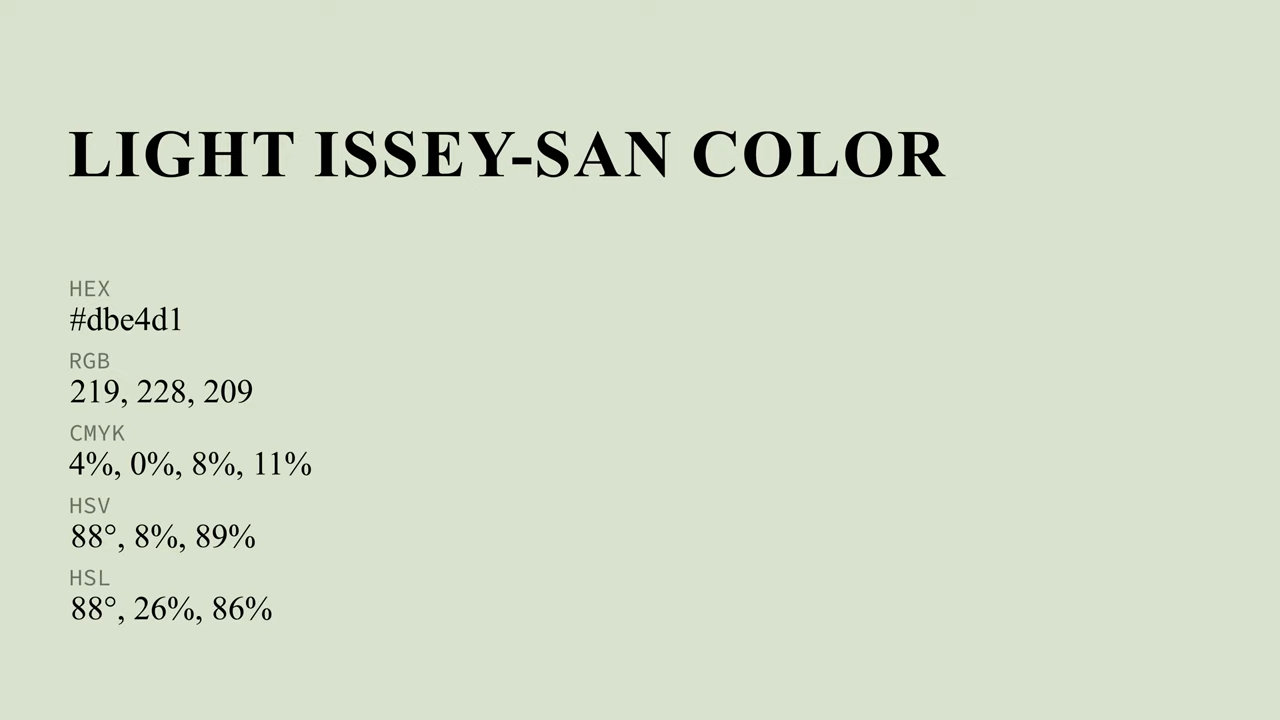 LIGHT ISSEY-SAN COLOR
HEX
#dbe4d1
RGB
219, 228, 209
CMYK
4%, 0%, 8%, 11%
HSV
88°, 8%, 89%
HSL
88°, 26%, 86%